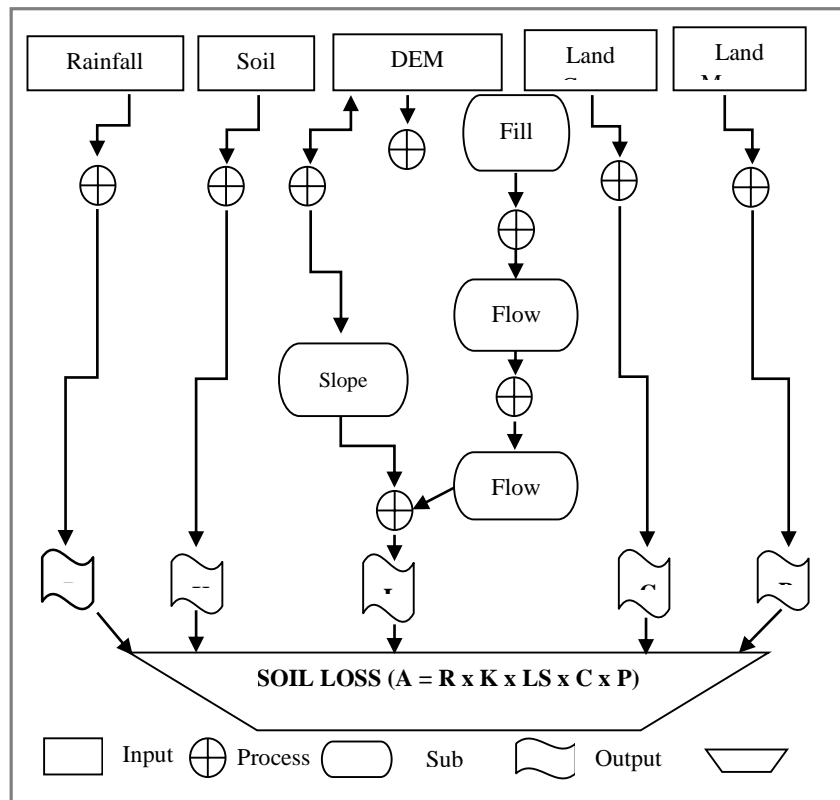 Rainfall
Soil
DEM
Land
Land
Fill
Flow
Slope
Flow
SOIL LOSS (A = R x K x LS x C x P)
Input
Process
Sub
Output